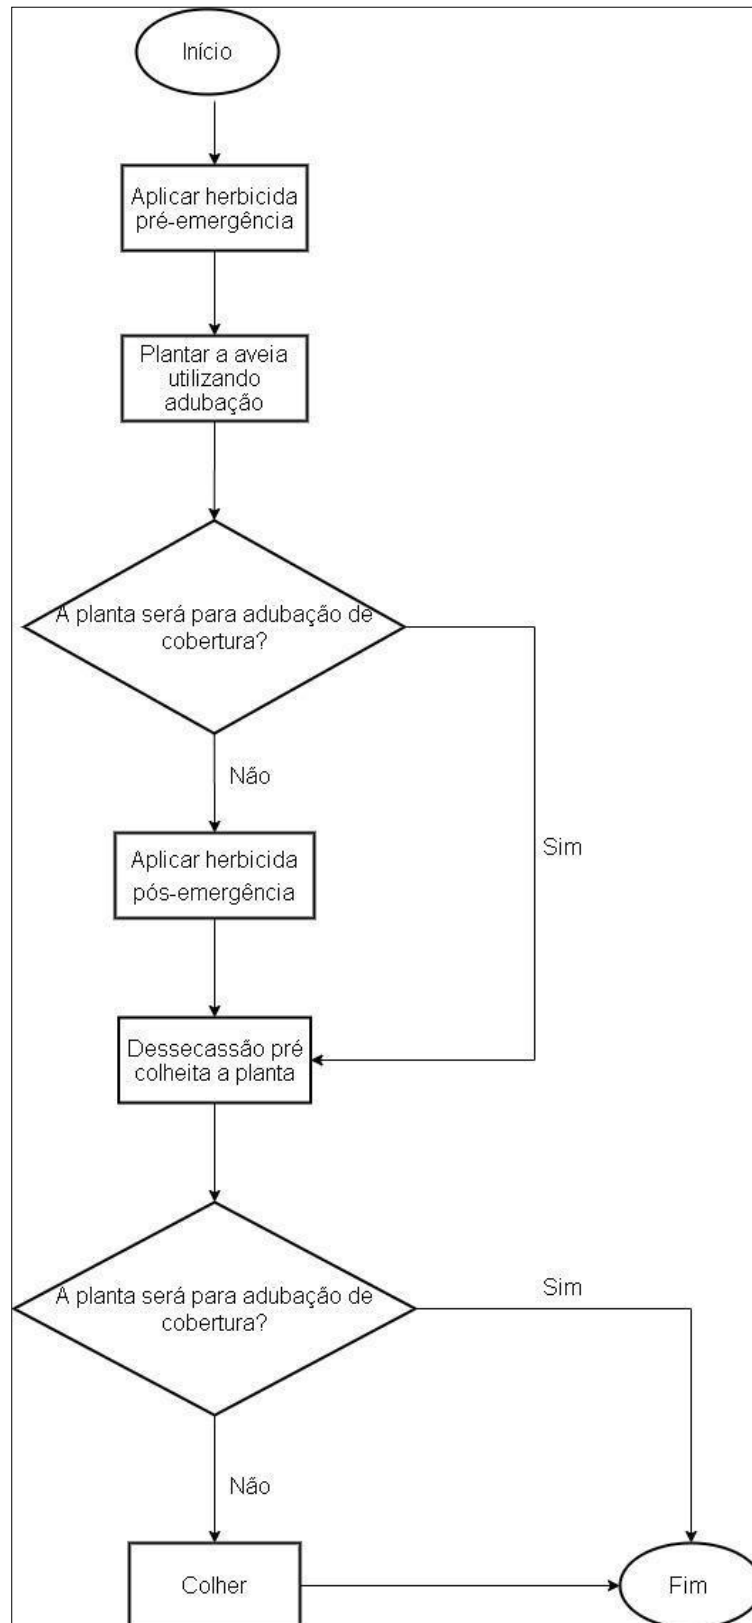 Início
Aplicar herbicida
pré-emergência
Plantar a aveia
utilizando
adubação
A planta será para adubação de
cobertura?
Não
Sim
Aplicar herbicida
pós-emergência
Dessecassão pré
colheita a planta
A planta será para adubação de
cobertura?
Sim
Não
Colher
Fim